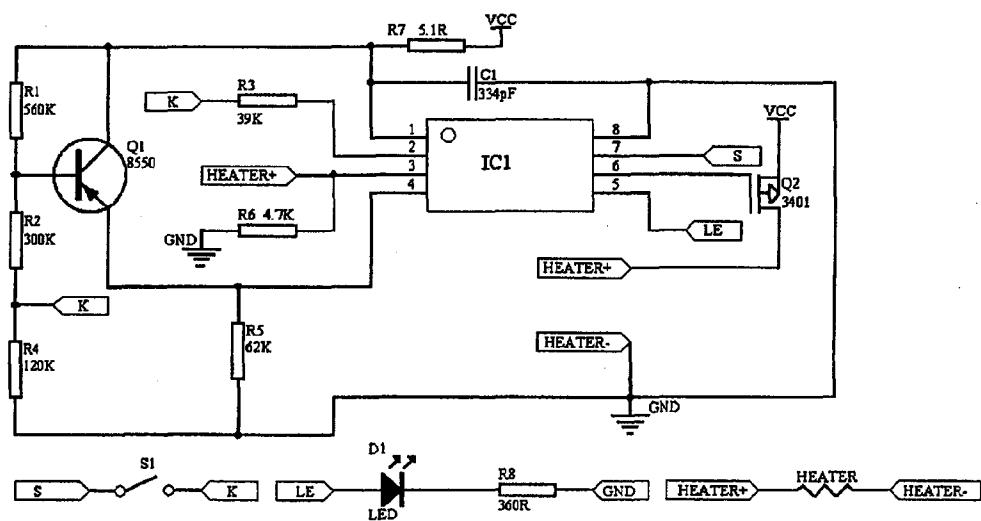 VCC
R7 5.1R
R1
560K
C1
334pF
K
R3
39K
VCC
Q1
8550
1
2
3
4
IC1
8
7
6
5
S
HEATER+
Q2
3401
R2
300K
R6 4.7K
GND
LE
HEATER+
K
R5
62K
HEATER-
R4
120K
GND
S
S1
K
LE
D1
LED
R8
360R
GND
HEATER+
HEATER
HEATER-